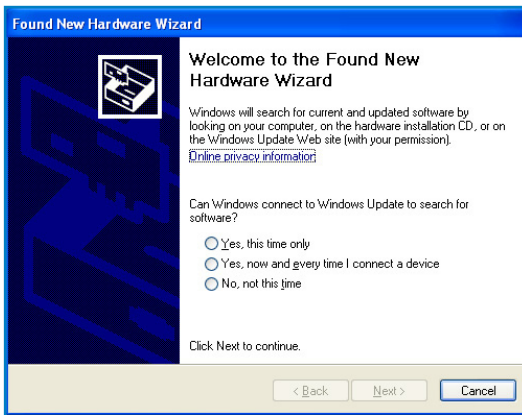 Found New Hardware Wizard
Welcome to the Found New
Hardware Wizard
Windows will search for current and updated software by
looking on your computer, on the hardware installation CD, or on
the Windows Update Web site (with your permission).
Online privacy information
Can Windows connect to Windows Update to search for
software?
Yes, this time only
Yes, now and every time I connect a device
No, not this time
Click Next to continue.
< Back Next > Cancel